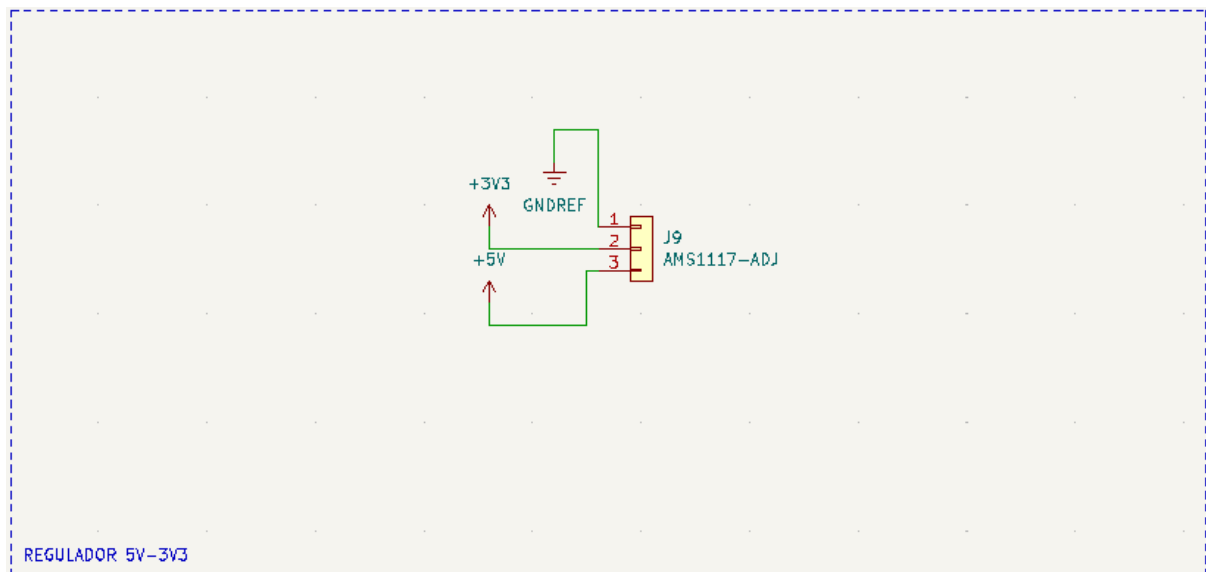 +3V3
GNDREF
1
2
3
J9
AMS1117-ADJ
+5V
REGULADOR 5V-3V3